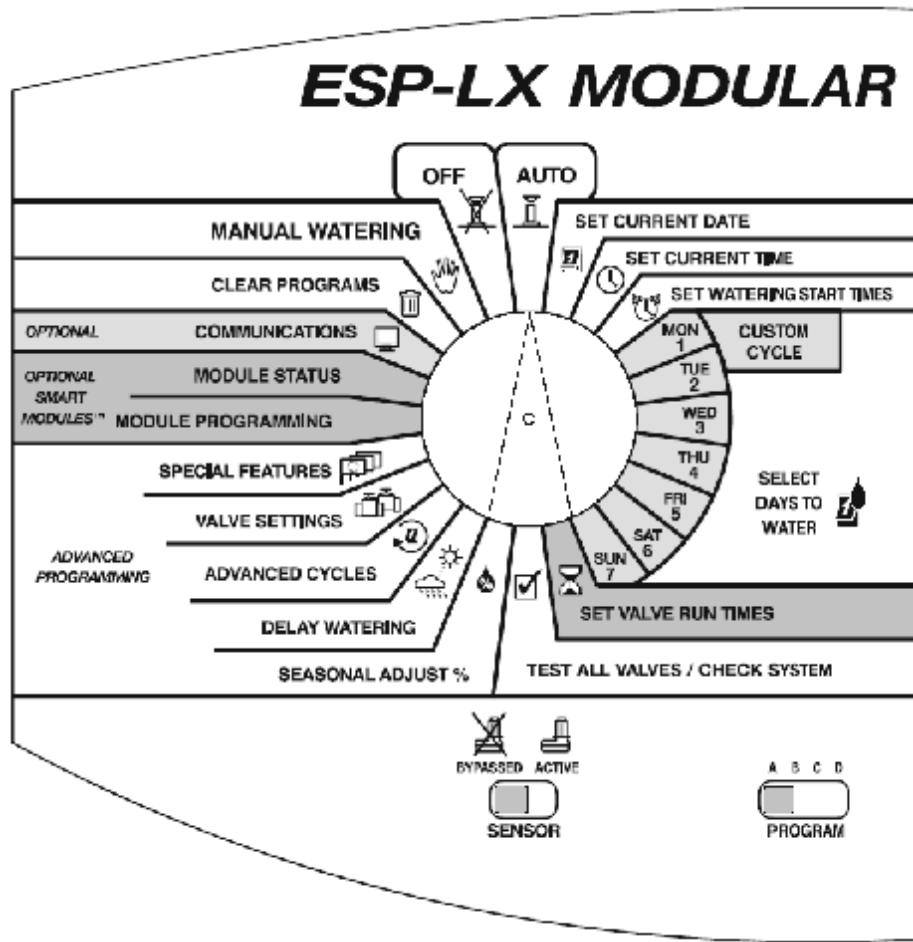 ESP-LX MODULAR
OFF
AUTO
MANUAL WATERING
SET CURRENT DATE
CLEAR PROGRAMS
SET CURRENT TIME
SET WATERING START TIMES
OPTIONAL
COMMUNICATIONS
MON
1
CUSTOM
CYCLE
OPTIONAL
SMART
MODULES™
MODULE STATUS
MODULE PROGRAMMING
TUE
2
WED
3
C
THU
4
FRI
5
SAT
6
SUN
7
SELECT
DAYS TO
WATER
SPECIAL FEATURES
VALVE SETTINGS
ADVANCED
PROGRAMMING
ADVANCED CYCLES
DELAY WATERING
SEASONAL ADJUST %
SET VALVE RUN TIMES
TEST ALL VALVES / CHECK SYSTEM
BYPASSED
ACTIVE
SENSOR
A B C D
PROGRAM